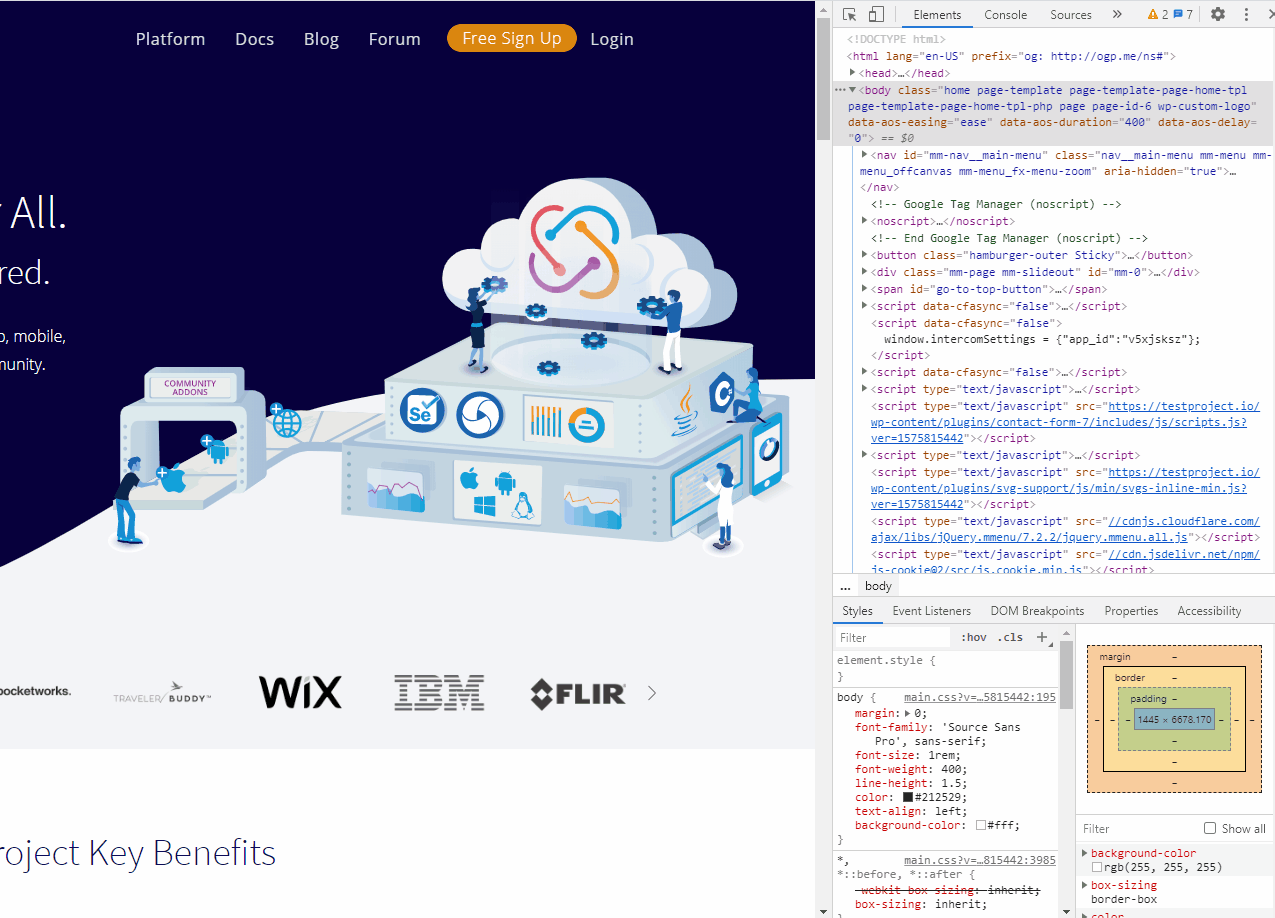 Platform Docs Blog Forum Free Sign Up Login
All.
red.
, mobile,
munity.
COMMUNITY
ADDONS
Se
C#
pocketworks.
TRAVELER BUDDY™
WiX
IBM
FLIR
roject Key Benefits
Elements Console Sources » 2 7
<!DOCTYPE html>
<html lang="en-US" prefix="og: http://ogp.me/ns#">
<head>…</head>
<body class="home page-template page-template-page-home-tpl
page-template-page-home-tpl-php page page-id-6 wp-custom-logo"
data-aos-easing="ease" data-aos-duration="400" data-aos-delay=
"0"> == $0
<nav id="mm-nav__main-menu" class="nav__main-menu mm-menu mm-
menu_offcanvas mm-menu_fx-menu-zoom" aria-hidden="true">…
</nav>
<!-- Google Tag Manager (noscript) -->
<noscript>…</noscript>
<!-- End Google Tag Manager (noscript) -->
<button class="hamburger-outer Sticky">…</button>
<div class="mm-page mm-slideout" id="mm-0">…</div>
<span id="go-to-top-button">…</span>
<script data-cfasync="false">…</script>
<script data-cfasync="false">
window.intercomSettings = {"app_id":"v5xjsksz"};
</script>
<script data-cfasync="false">…</script>
<script type="text/javascript">…</script>
<script type="text/javascript" src="https://testproject.io/
wp-content/plugins/contact-form-7/includes/js/scripts.js?
ver=1575815442"></script>
<script type="text/javascript">…</script>
<script type="text/javascript" src="https://testproject.io/
wp-content/plugins/svg-support/js/min/svgs-inline-min.js?
ver=1575815442"></script>
<script type="text/javascript" src="//cdnjs.cloudflare.com/
ajax/libs/jQuery.mmenu/7.2.2/jquery.mmenu.all.js"></script>
<script type="text/javascript" src="//cdn.jsdelivr.net/npm/
js-cookie@2/src/js.cookie.min.js"></script>
... body
Styles Event Listeners DOM Breakpoints Properties Accessibility
Filter :hov .cls +
element.style {
}
body { main.css?v=…5815442:195
margin: 0;
font-family: 'Source Sans
Pro', sans-serif;
font-size: 1rem;
font-weight: 400;
line-height: 1.5;
color: #212529;
text-align: left;
background-color: #fff;
}
*, main.css?v=…815442:3985
*::before, *::after {
-webkit-box-sizing: inherit;
box-sizing: inherit;
}
margin –
border –
padding –
– – – 1445 × 6678.170 – – –
–
–
–
Filter Show all
background-color
rgb(255, 255, 255)
box-sizing
border-box
color